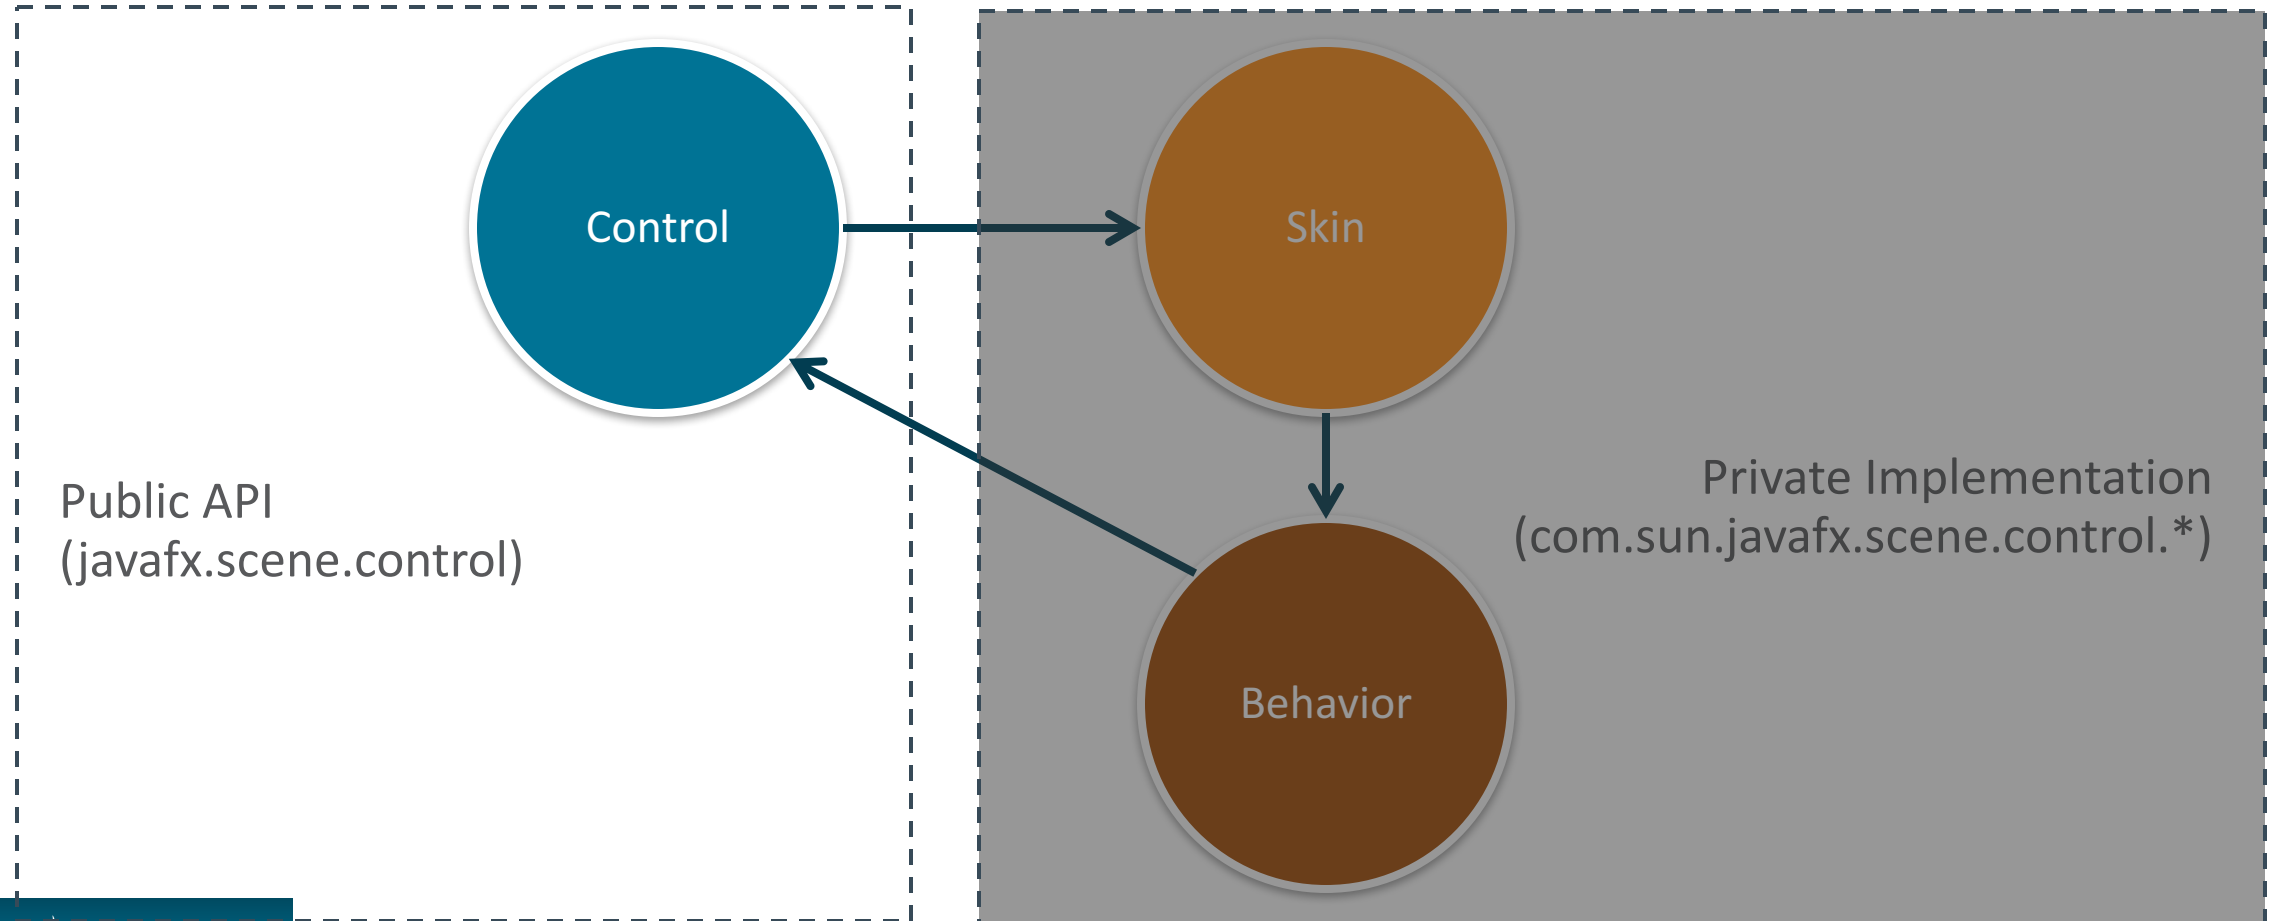 Control
Skin
Public API
(javafx.scene.control)
Private Implementation
(com.sun.javafx.scene.control.*)
Behavior